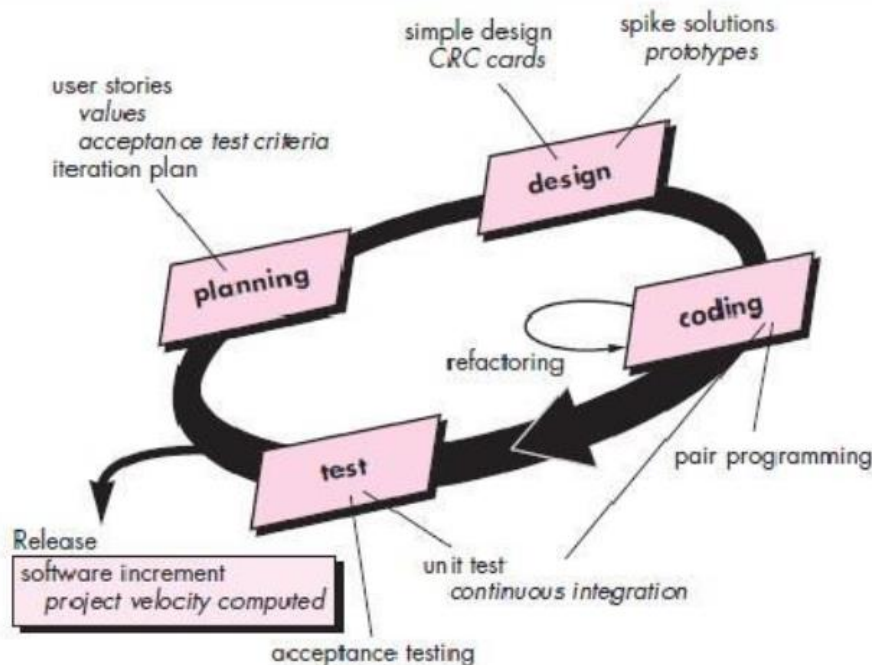 simple design
CRC cards
spike solutions
prototypes
user stories
values
acceptance test criteria
iteration plan
design
planning
coding
refactoring
test
pair programming
Release
software increment
project velocity computed
unit test
continuous integration
acceptance testing